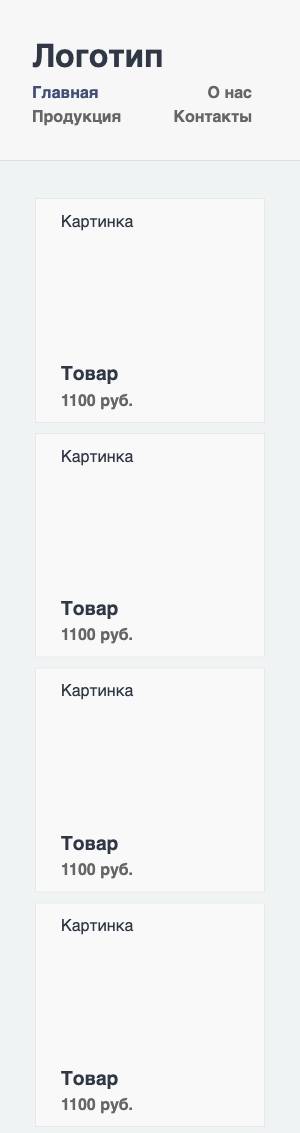 Логотип
Главная О нас
Продукция Контакты
Картинка
Товар
1100 руб.
Картинка
Товар
1100 руб.
Картинка
Товар
1100 руб.
Картинка
Товар
1100 руб.